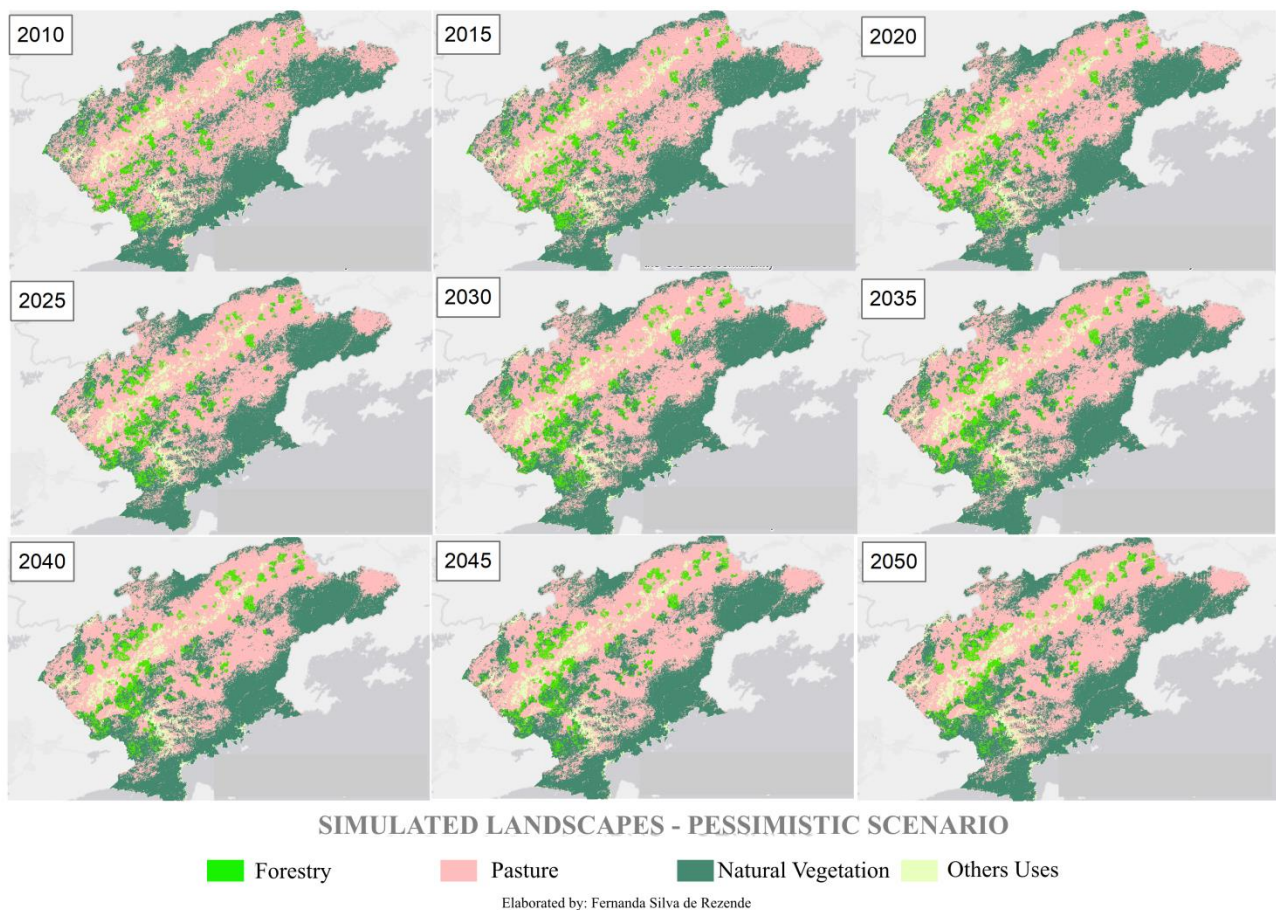 2010
2015
2020
2025
2030
2035
2040
2045
2050
SIMULATED LANDSCAPES - PESSIMISTIC SCENARIO
Forestry
Pasture
Natural Vegetation
Others Uses
Elaborated by: Fernanda Silva de Rezende